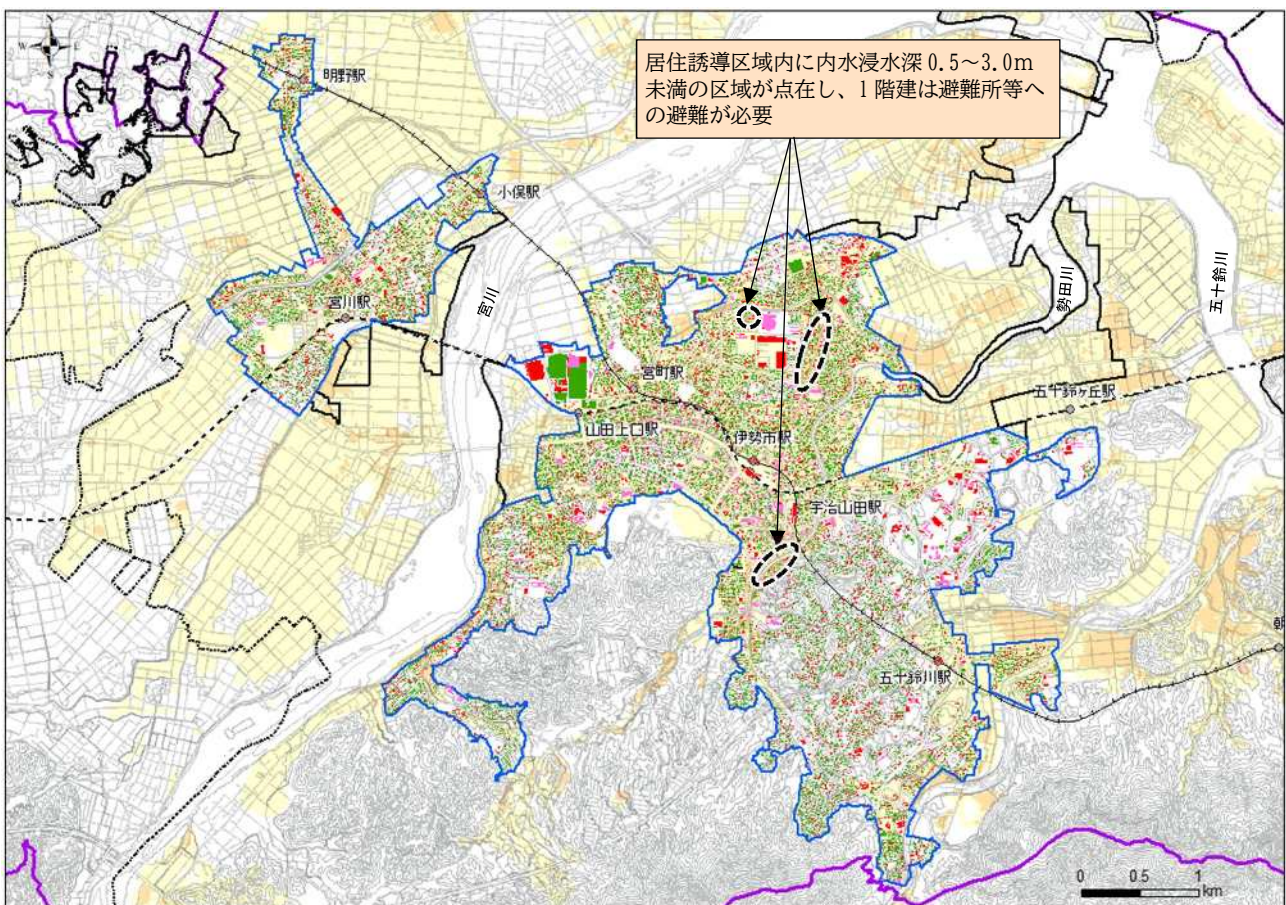 W
E
S
明野駅
居住誘導区域内に内水浸水深 0.5～3.0m
未満の区域が点在し、1 階建は避難所等へ
の避難が必要
小俣駅
宮川
勢田川
五十鈴川
宮川駅
宮町駅
五十鈴ヶ丘駅
山田上口駅
伊勢市駅
宇治山田駅
朝
五十鈴川駅
0 0.5 1
km